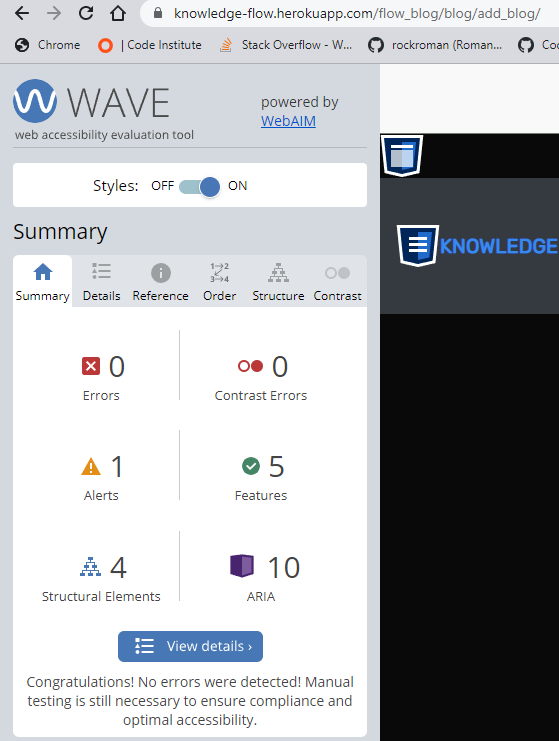 knowledge-flow.herokuapp.com/flow_blog/blog/add_blog/
Chrome | Code Institute Stack Overflow - W... rockroman (Roman... Coo
WAVE
web accessibility evaluation tool
powered by
WebAIM
Styles: OFF ON
Summary
Summary Details Reference Order Structure Contrast
0 0
Errors Contrast Errors
1 5
Alerts Features
4 10
Structural Elements ARIA
View details ›
Congratulations! No errors were detected! Manual
testing is still necessary to ensure compliance and
optimal accessibility.
KNOWLEDGE